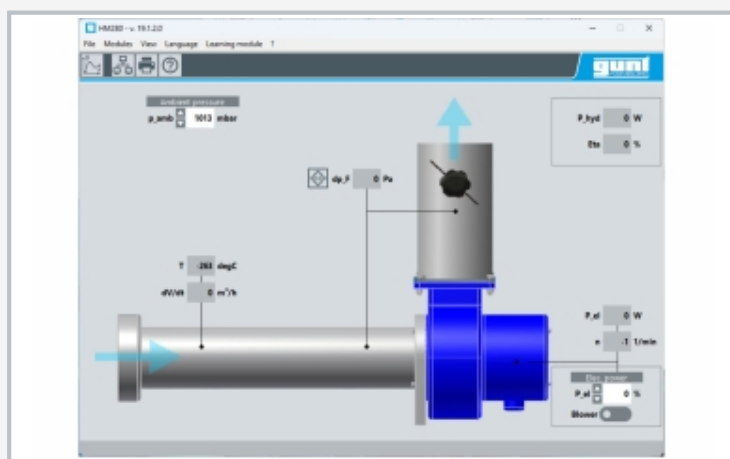 HM280 - v. 19.1.2.0
File Modules View Language Learning module ?
gunt
Ambient pressure
p_amb 1013 mbar
P_hyd 0 W
Eta 0 %
dp_F 0 Pa
T -263 degC
dV/dt 0 m³/h
P_el 0 W
n -1 1/min
Elec. power
P_el 0 %
Blower